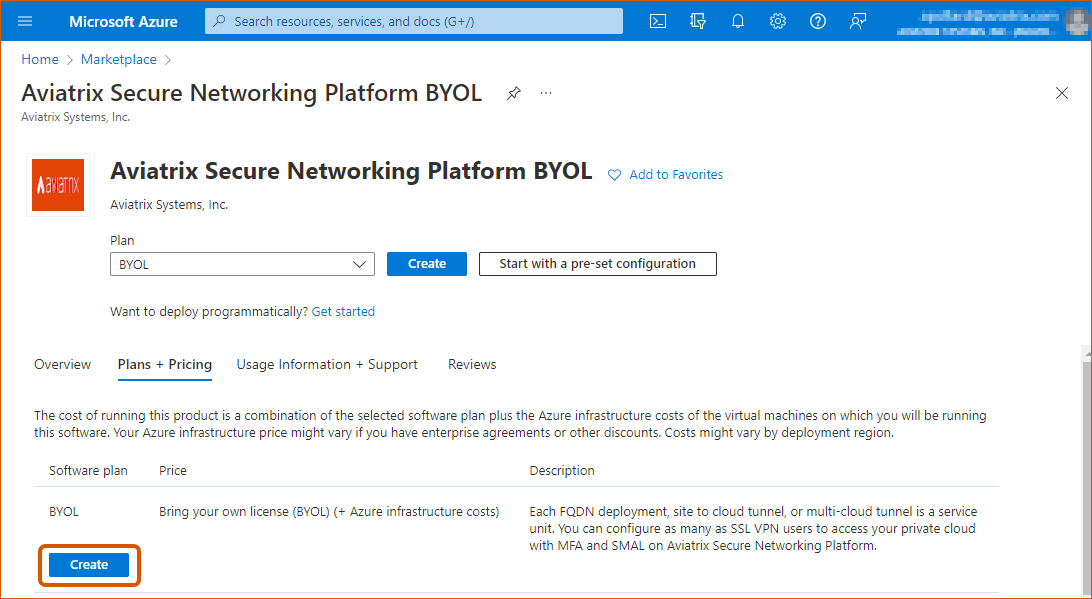 Microsoft Azure
Search resources, services, and docs (G+/)
Home > Marketplace >
Aviatrix Secure Networking Platform BYOL
Aviatrix Systems, Inc.
aviatrix
Aviatrix Secure Networking Platform BYOL
Add to Favorites
Aviatrix Systems, Inc.
Plan
BYOL
Create
Start with a pre-set configuration
Want to deploy programmatically? Get started
Overview
Plans + Pricing
Usage Information + Support
Reviews
The cost of running this product is a combination of the selected software plan plus the Azure infrastructure costs of the virtual machines on which you will be running
this software. Your Azure infrastructure price might vary if you have enterprise agreements or other discounts. Costs might vary by deployment region.
Software plan
Price
Description
BYOL
Bring your own license (BYOL) (+ Azure infrastructure costs)
Each FQDN deployment, site to cloud tunnel, or multi-cloud tunnel is a service
unit. You can configure as many as SSL VPN users to access your private cloud
with MFA and SMAL on Aviatrix Secure Networking Platform.
Create